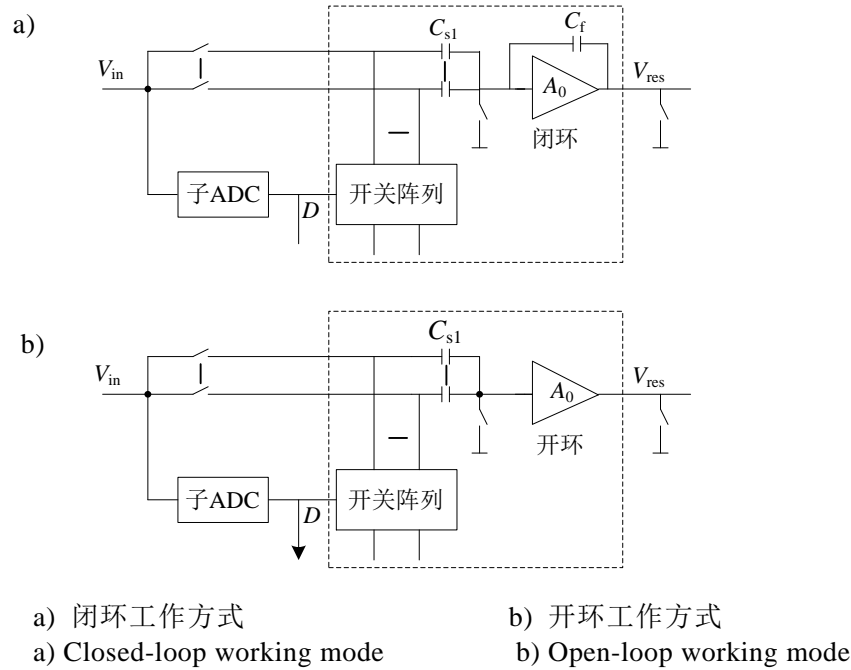 a)
C_s1
C_f
V_in
V_res
A_0
闭环
子ADC
D
开关阵列
b)
C_s1
V_in
V_res
A_0
开环
子ADC
D
开关阵列
a) 闭环工作方式 b) 开环工作方式
a) Closed-loop working mode b) Open-loop working mode